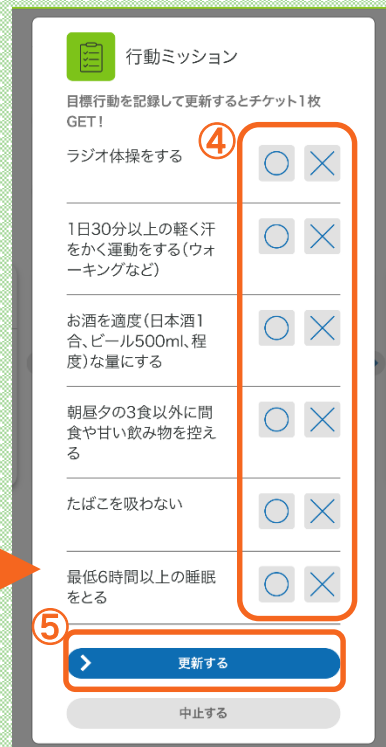 行動ミッション
目標行動を記録して更新するとチケット1枚
GET!
④
ラジオ体操をする
1日30分以上の軽く汗
をかく運動をする(ウォ
ーキングなど)
お酒を適度(日本酒1
合、ビール500ml、程
度)な量にする
朝昼夕の3食以外に間
食や甘い飲み物を控え
る
たばこを吸わない
最低6時間以上の睡眠
をとる
⑤
更新する
中止する